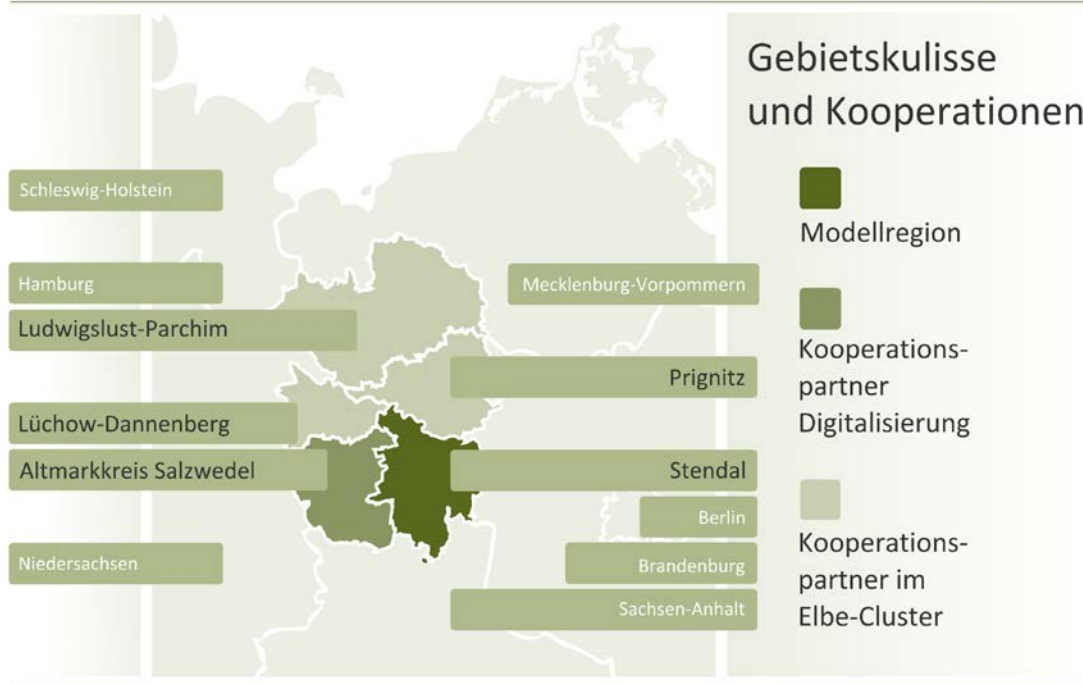 Gebietskulisse
und Kooperationen
Schleswig-Holstein
Hamburg
Ludwigslust-Parchim
Lüchow-Dannenberg
Altmarkkreis Salzwedel
Niedersachsen
Mecklenburg-Vorpommern
Prignitz
Stendal
Berlin
Brandenburg
Sachsen-Anhalt
Modellregion
Kooperations-
partner
Digitalisierung
Kooperations-
partner im
Elbe-Cluster